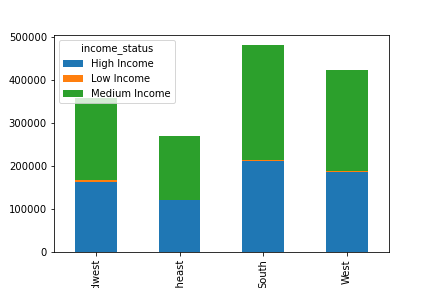 500000
400000
300000
200000
100000
0
income_status
High Income
Low Income
Medium Income
dwest
heast
South
West